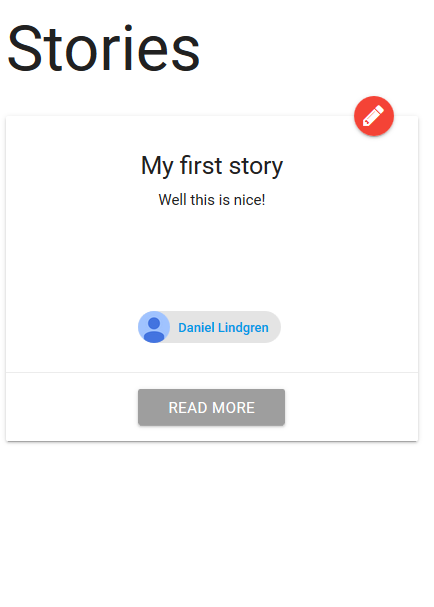 Stories
My first story
Well this is nice!
Daniel Lindgren
READ MORE